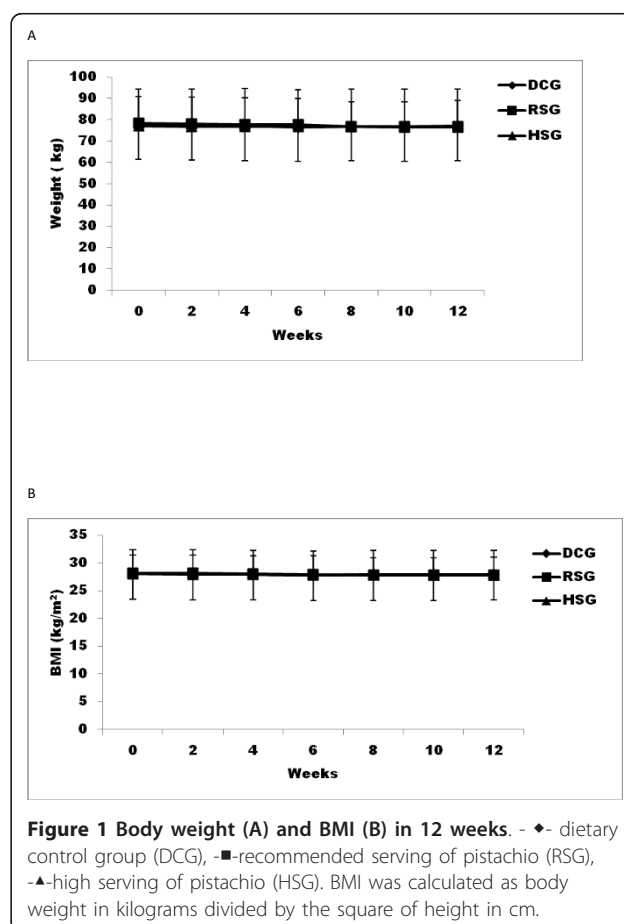 A
100
90
80
70
60
50
40
30
20
10
0
Weight ( kg)
0 2 4 6 8 10 12
Weeks
DCG
RSG
HSG
B
35
30
25
20
15
10
5
0
BMI (kg/m²)
0 2 4 6 8 10 12
Weeks
DCG
RSG
HSG
Figure 1 Body weight (A) and BMI (B) in 12 weeks. - ◆- dietary
control group (DCG), -■-recommended serving of pistachio (RSG),
-▲-high serving of pistachio (HSG). BMI was calculated as body
weight in kilograms divided by the square of height in cm.